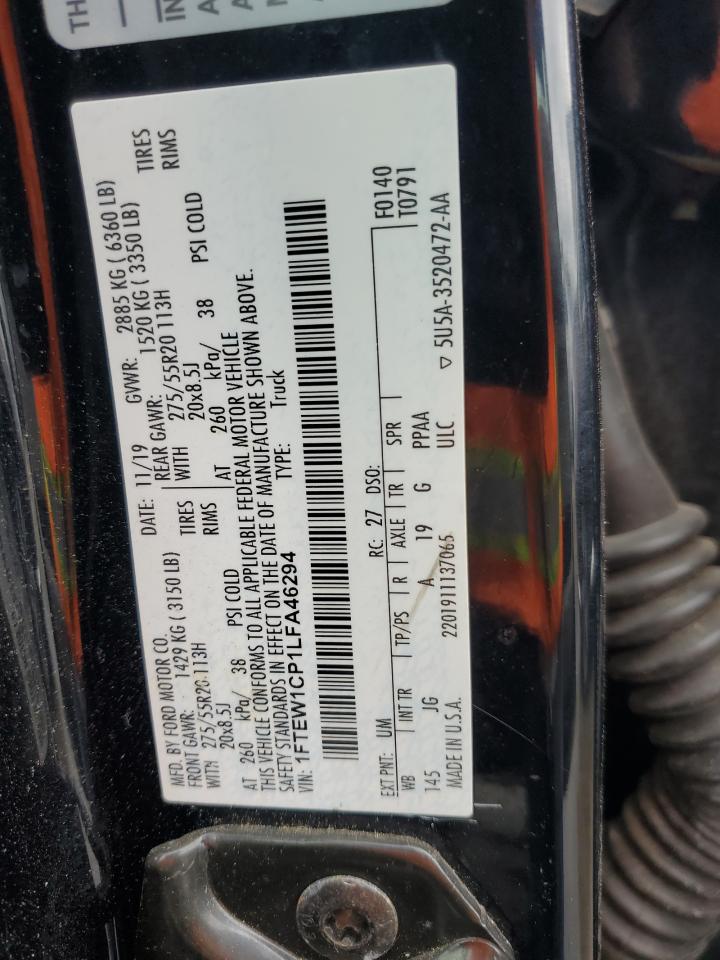 TH
IN
A
A
MFD. BY FORD MOTOR CO. DATE: 11/19 GVWR: 2885 KG ( 6360 LB)
FRONT GAWR: 1429 KG ( 3150 LB) REAR GAWR: 1520 KG ( 3350 LB)
WITH 275/55R20 113H TIRES WITH 275/55R20 113H TIRES
20x8.5J RIMS 20x8.5J RIMS
AT 260 kPa/ 38 PSI COLD AT 260 kPa/ 38 PSI COLD
THIS VEHICLE CONFORMS TO ALL APPLICABLE FEDERAL MOTOR VEHICLE
SAFETY STANDARDS IN EFFECT ON THE DATE OF MANUFACTURE SHOWN ABOVE.
VIN: 1FTEW1CP1LFA46294 TYPE: Truck
F0140
EXT PNT: UM RC: 27 DSO: T0791
WB INT TR TP/PS R AXLE TR SPR
145 JG A 19 G PPAA
ULC
MADE IN U.S.A. 2201911137065 ▽ 5U5A-3520472-AA